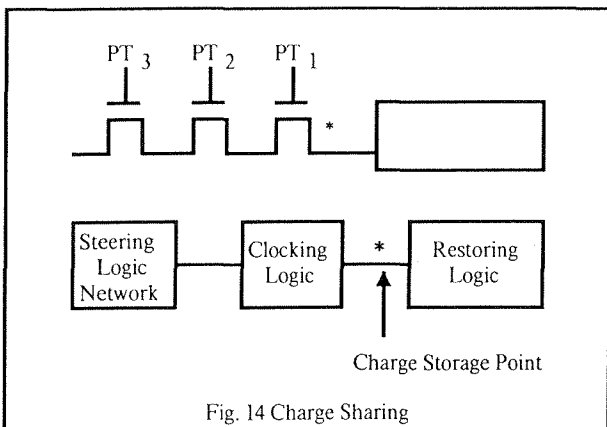 PT 3 PT 2 PT 1
*
Steering Logic Network
Clocking Logic
*
Restoring Logic
Charge Storage Point
Fig. 14 Charge Sharing